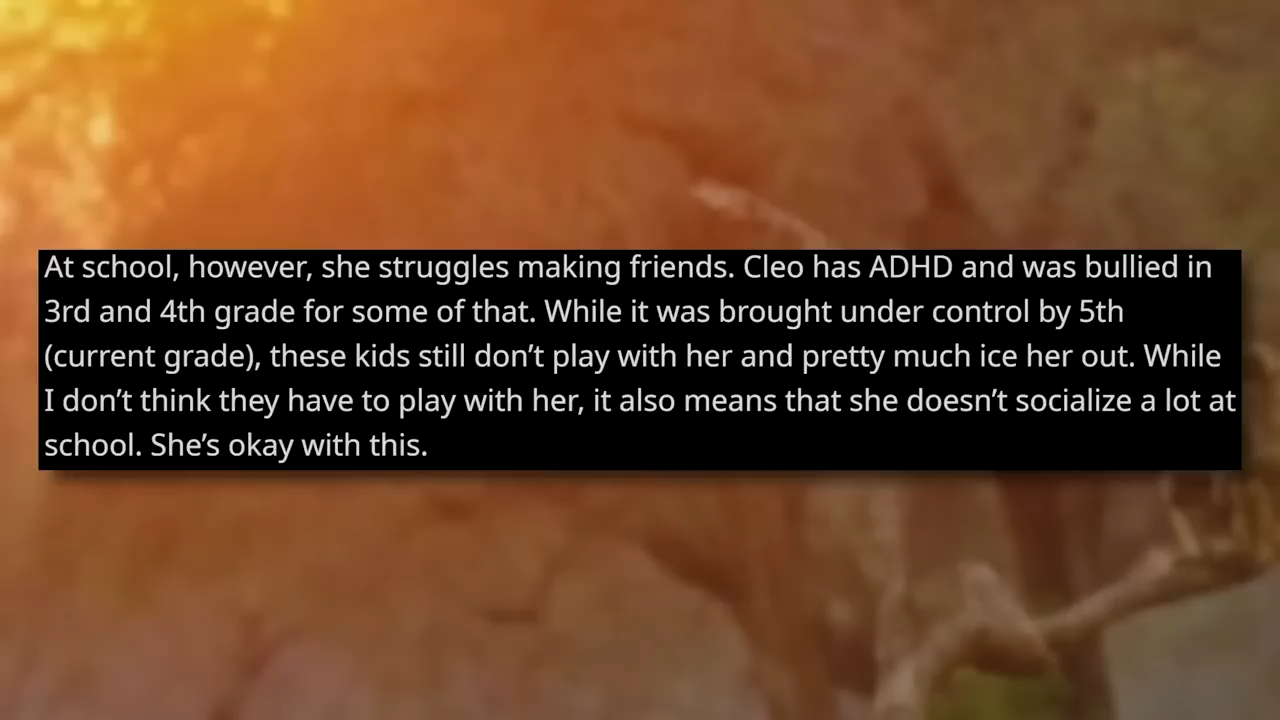 At school, however, she struggles making friends. Cleo has ADHD and was bullied in
3rd and 4th grade for some of that. While it was brought under control by 5th
(current grade), these kids still don’t play with her and pretty much ice her out. While
I don’t think they have to play with her, it also means that she doesn’t socialize a lot at
school. She’s okay with this.